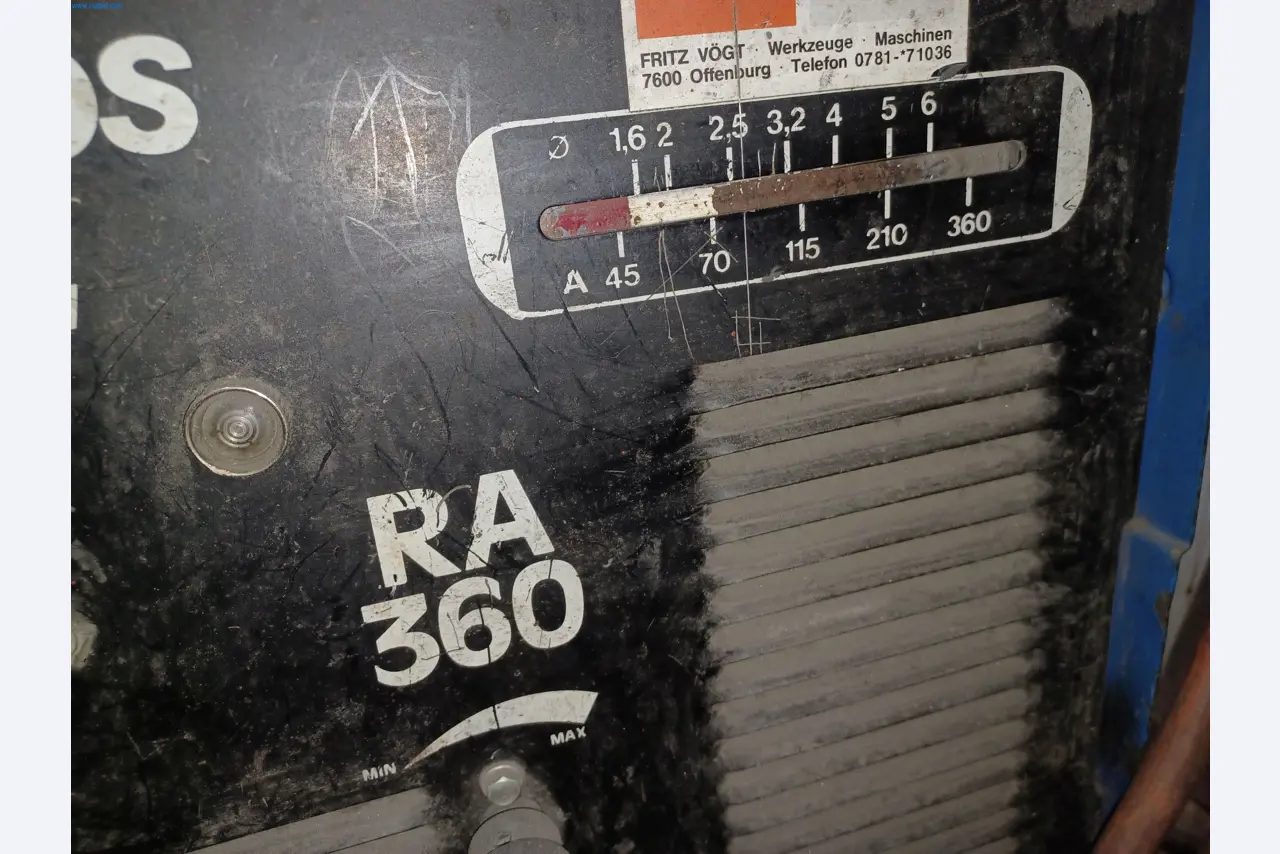 OS
FRITZ VÖGT · Werkzeuge · Maschinen
7600 Offenburg · Telefon 0781-*71036
Ø 1,6 2 2,5 3,2 4 5 6
A 45 70 115 210 360
RA
360
MIN MAX